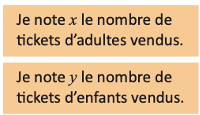 Je note x le nombre de
tickets d’adultes vendus.
Je note y le nombre de
tickets d’enfants vendus.